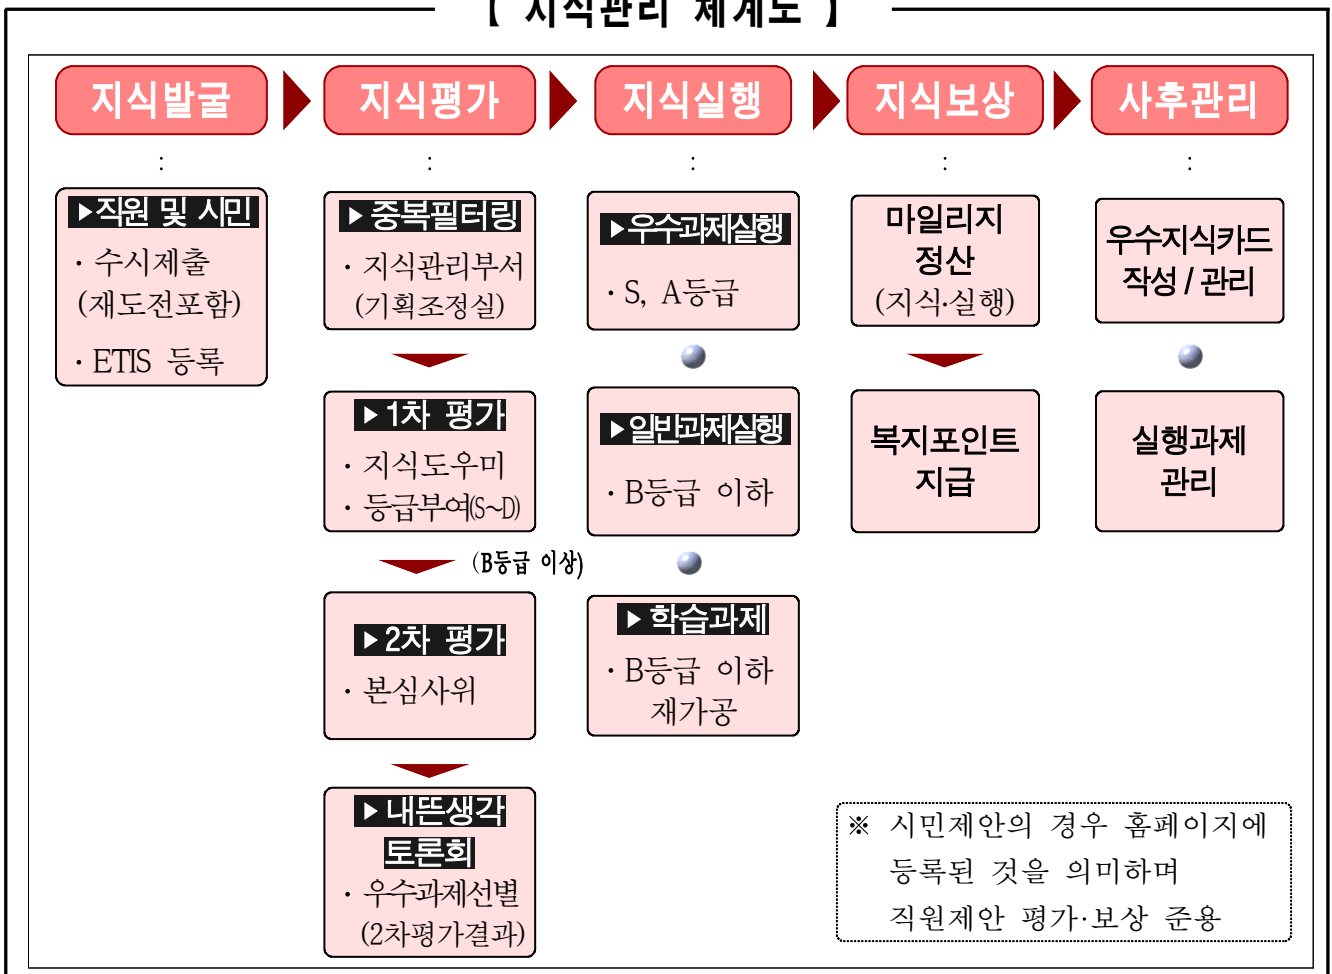 【 지식관리 체계도 】
지식발굴
지식평가
지식실행
지식보상
사후관리
:
:
:
:
:
▶직원 및 시민
· 수시제출
(재도전포함)
· ETIS 등록
▶중복필터링
· 지식관리부서
(기획조정실)
▶1차 평가
· 지식도우미
· 등급부여(S~D)
(B등급 이상)
▶2차 평가
· 본심사위
▶내뜬생각
토론회
· 우수과제선별
(2차평가결과)
▶우수과제실행
· S, A등급
▶일반과제실행
· B등급 이하
▶학습과제
· B등급 이하
재가공
마일리지
정산
(지식·실행)
복지포인트
지급
우수지식카드
작성 / 관리
실행과제
관리
※ 시민제안의 경우 홈페이지에
등록된 것을 의미하며
직원제안 평가·보상 준용